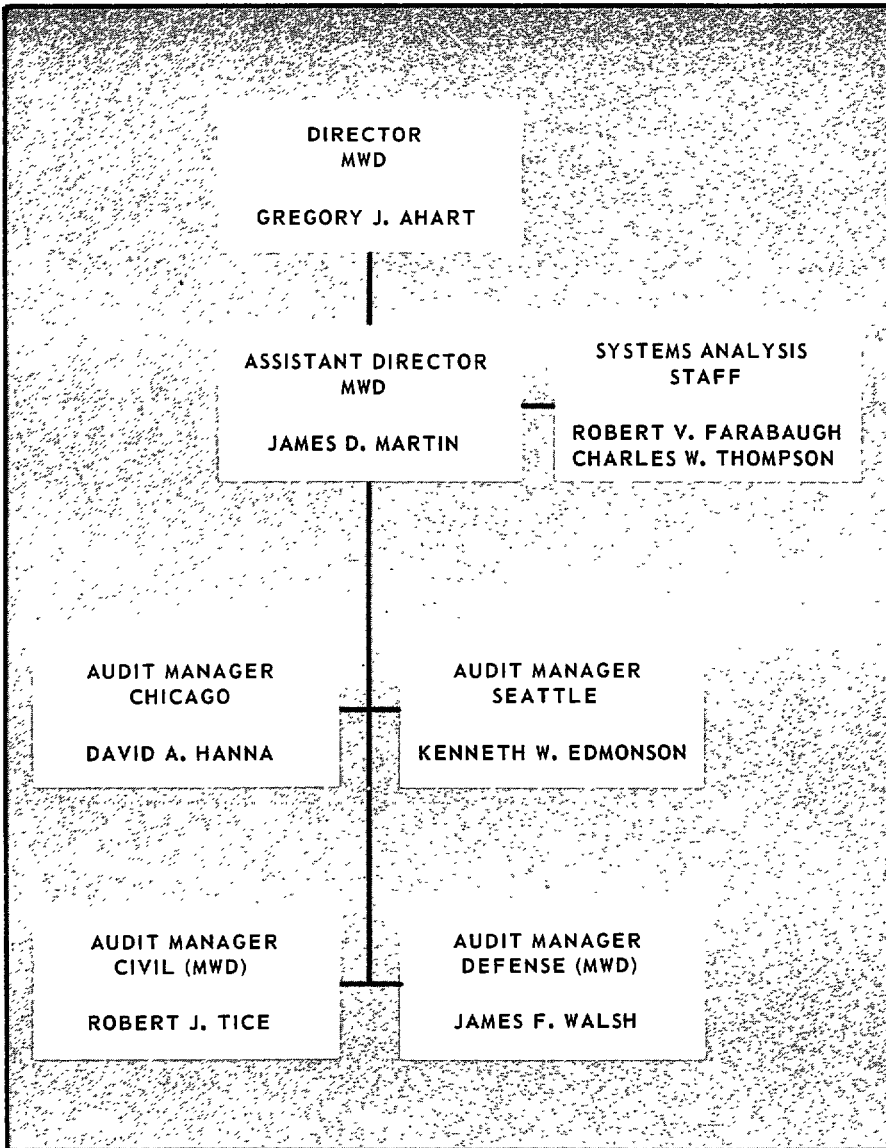 DIRECTOR
MWD
GREGORY J. AHART
ASSISTANT DIRECTOR
MWD
JAMES D. MARTIN
SYSTEMS ANALYSIS
STAFF
ROBERT V. FARABAUGH
CHARLES W. THOMPSON
AUDIT MANAGER
CHICAGO
DAVID A. HANNA
AUDIT MANAGER
SEATTLE
KENNETH W. EDMONSON
AUDIT MANAGER
CIVIL (MWD)
ROBERT J. TICE
AUDIT MANAGER
DEFENSE (MWD)
JAMES F. WALSH